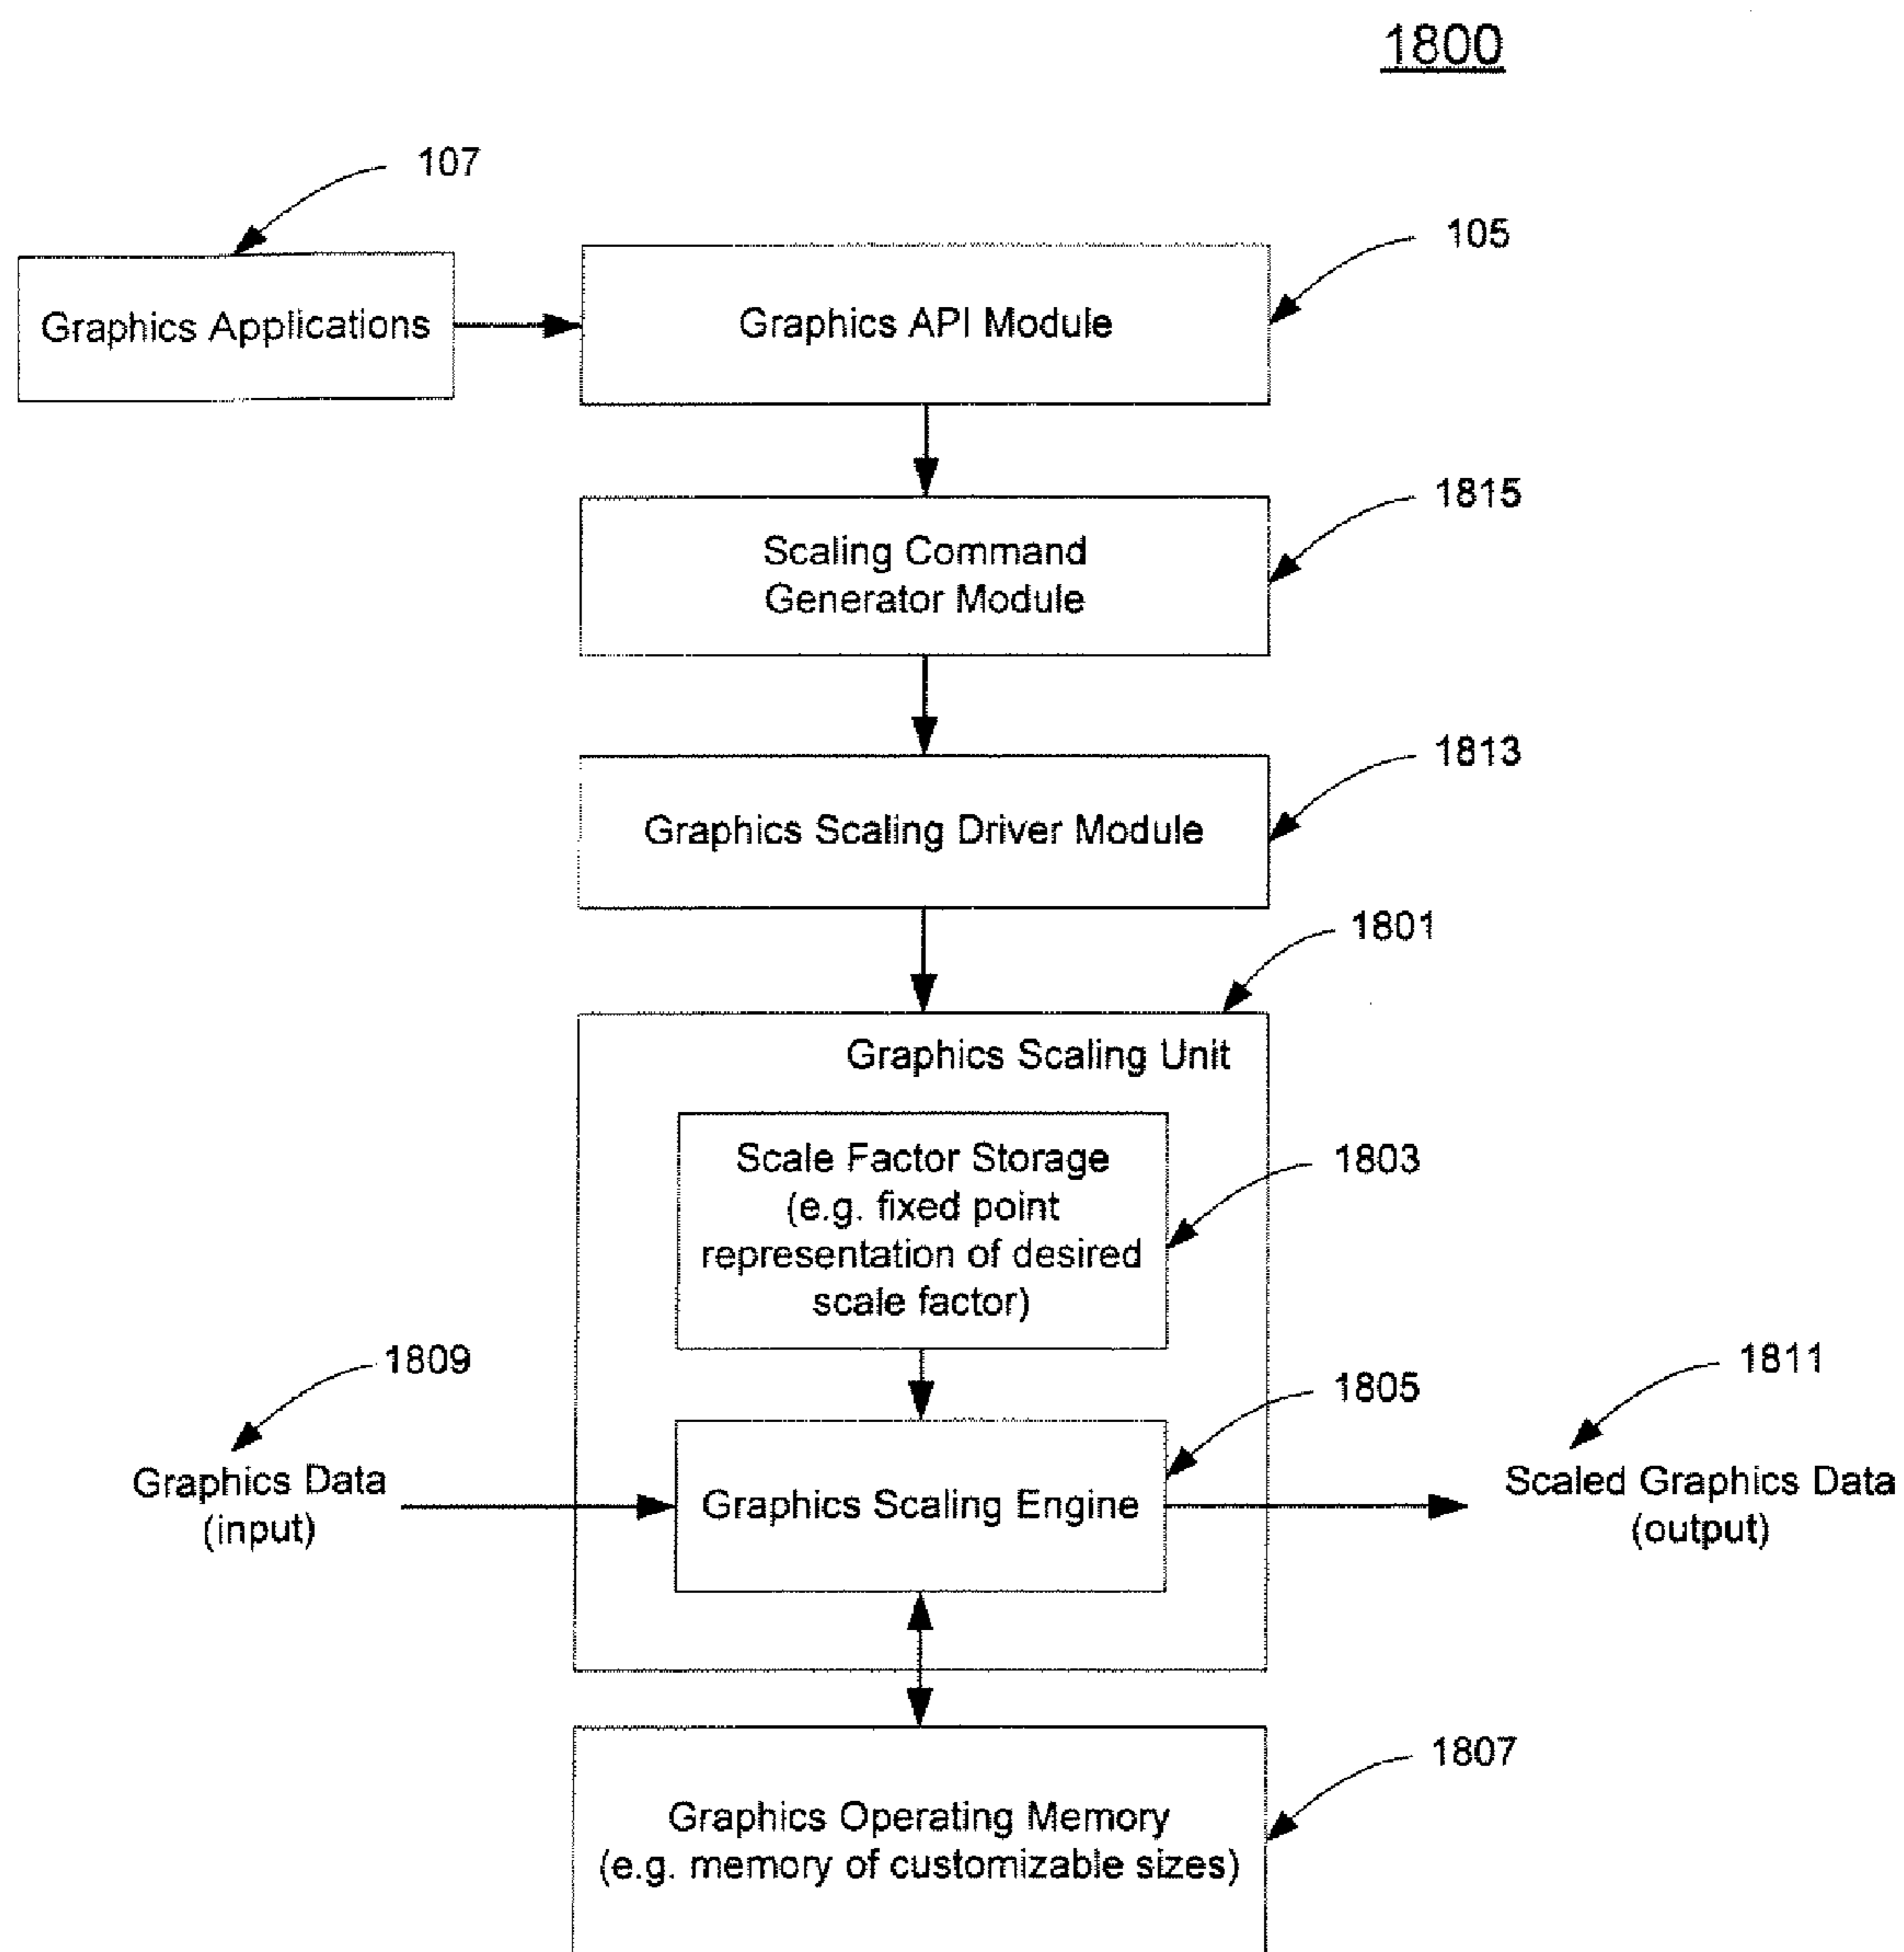 1800
107
105
Graphics Applications
Graphics API Module
1815
Scaling Command
Generator Module
1813
Graphics Scaling Driver Module
1801
Graphics Scaling Unit
Scale Factor Storage
(e.g. fixed point
representation of desired
scale factor)
1803
1809
1811
1805
Graphics Data
(input)
Graphics Scaling Engine
Scaled Graphics Data
(output)
1807
Graphics Operating Memory
(e.g. memory of customizable sizes)